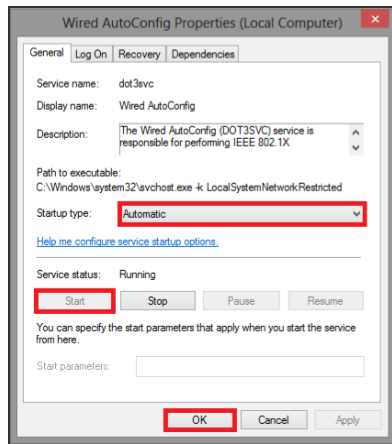 Wired AutoConfig Properties (Local Computer)
General Log On Recovery Dependencies
Service name: dot3svc
Display name: Wired AutoConfig
Description: The Wired AutoConfig (DOT3SVC) service is
responsible for performing IEEE 802.1X
Path to executable:
C:\Windows\system32\svchost.exe -k LocalSystemNetworkRestricted
Startup type: Automatic
Help me configure service startup options.
Service status: Running
Start Stop Pause Resume
You can specify the start parameters that apply when you start the service
from here.
Start parameters:
OK Cancel Apply